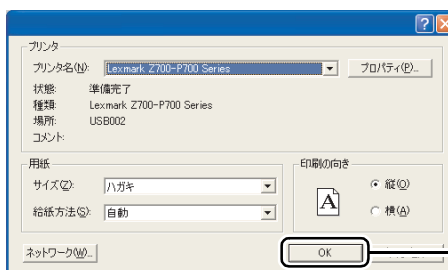 プリンタ
プリンタ名(N): Lexmark Z700-P700 Series プロパティ(P)...
状態: 準備完了
種類: Lexmark Z700-P700 Series
場所: USB002
コメント:
用紙
サイズ(Z): ハガキ
給紙方法(S): 自動
印刷の向き
A
縦(O)
横(A)
ネットワーク(W)... OK